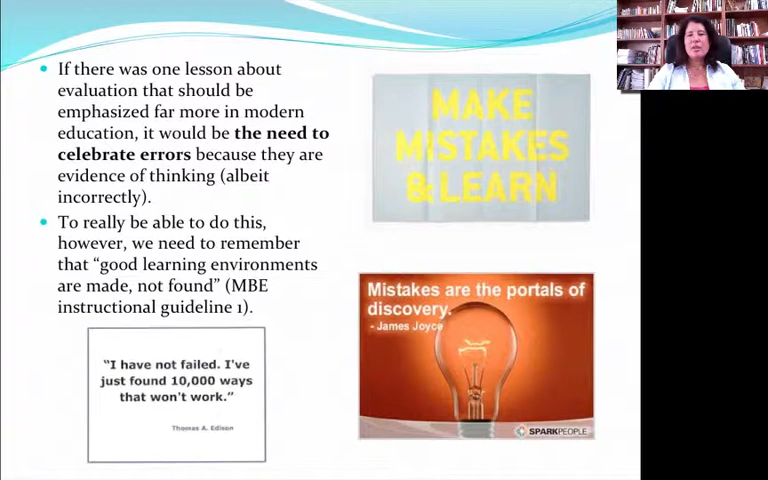 If there was one lesson about
evaluation that should be
emphasized far more in modern
education, it would be the need to
celebrate errors because they are
evidence of thinking (albeit
incorrectly).
To really be able to do this,
however, we need to remember
that “good learning environments
are made, not found” (MBE
instructional guideline 1).
"I have not failed. I've
just found 10,000 ways
that won't work."
Thomas A. Edison
MAKE
MISTAKES
& LEARN
Mistakes are the portals of
discovery.
- James Joyce
SPARKPEOPLE